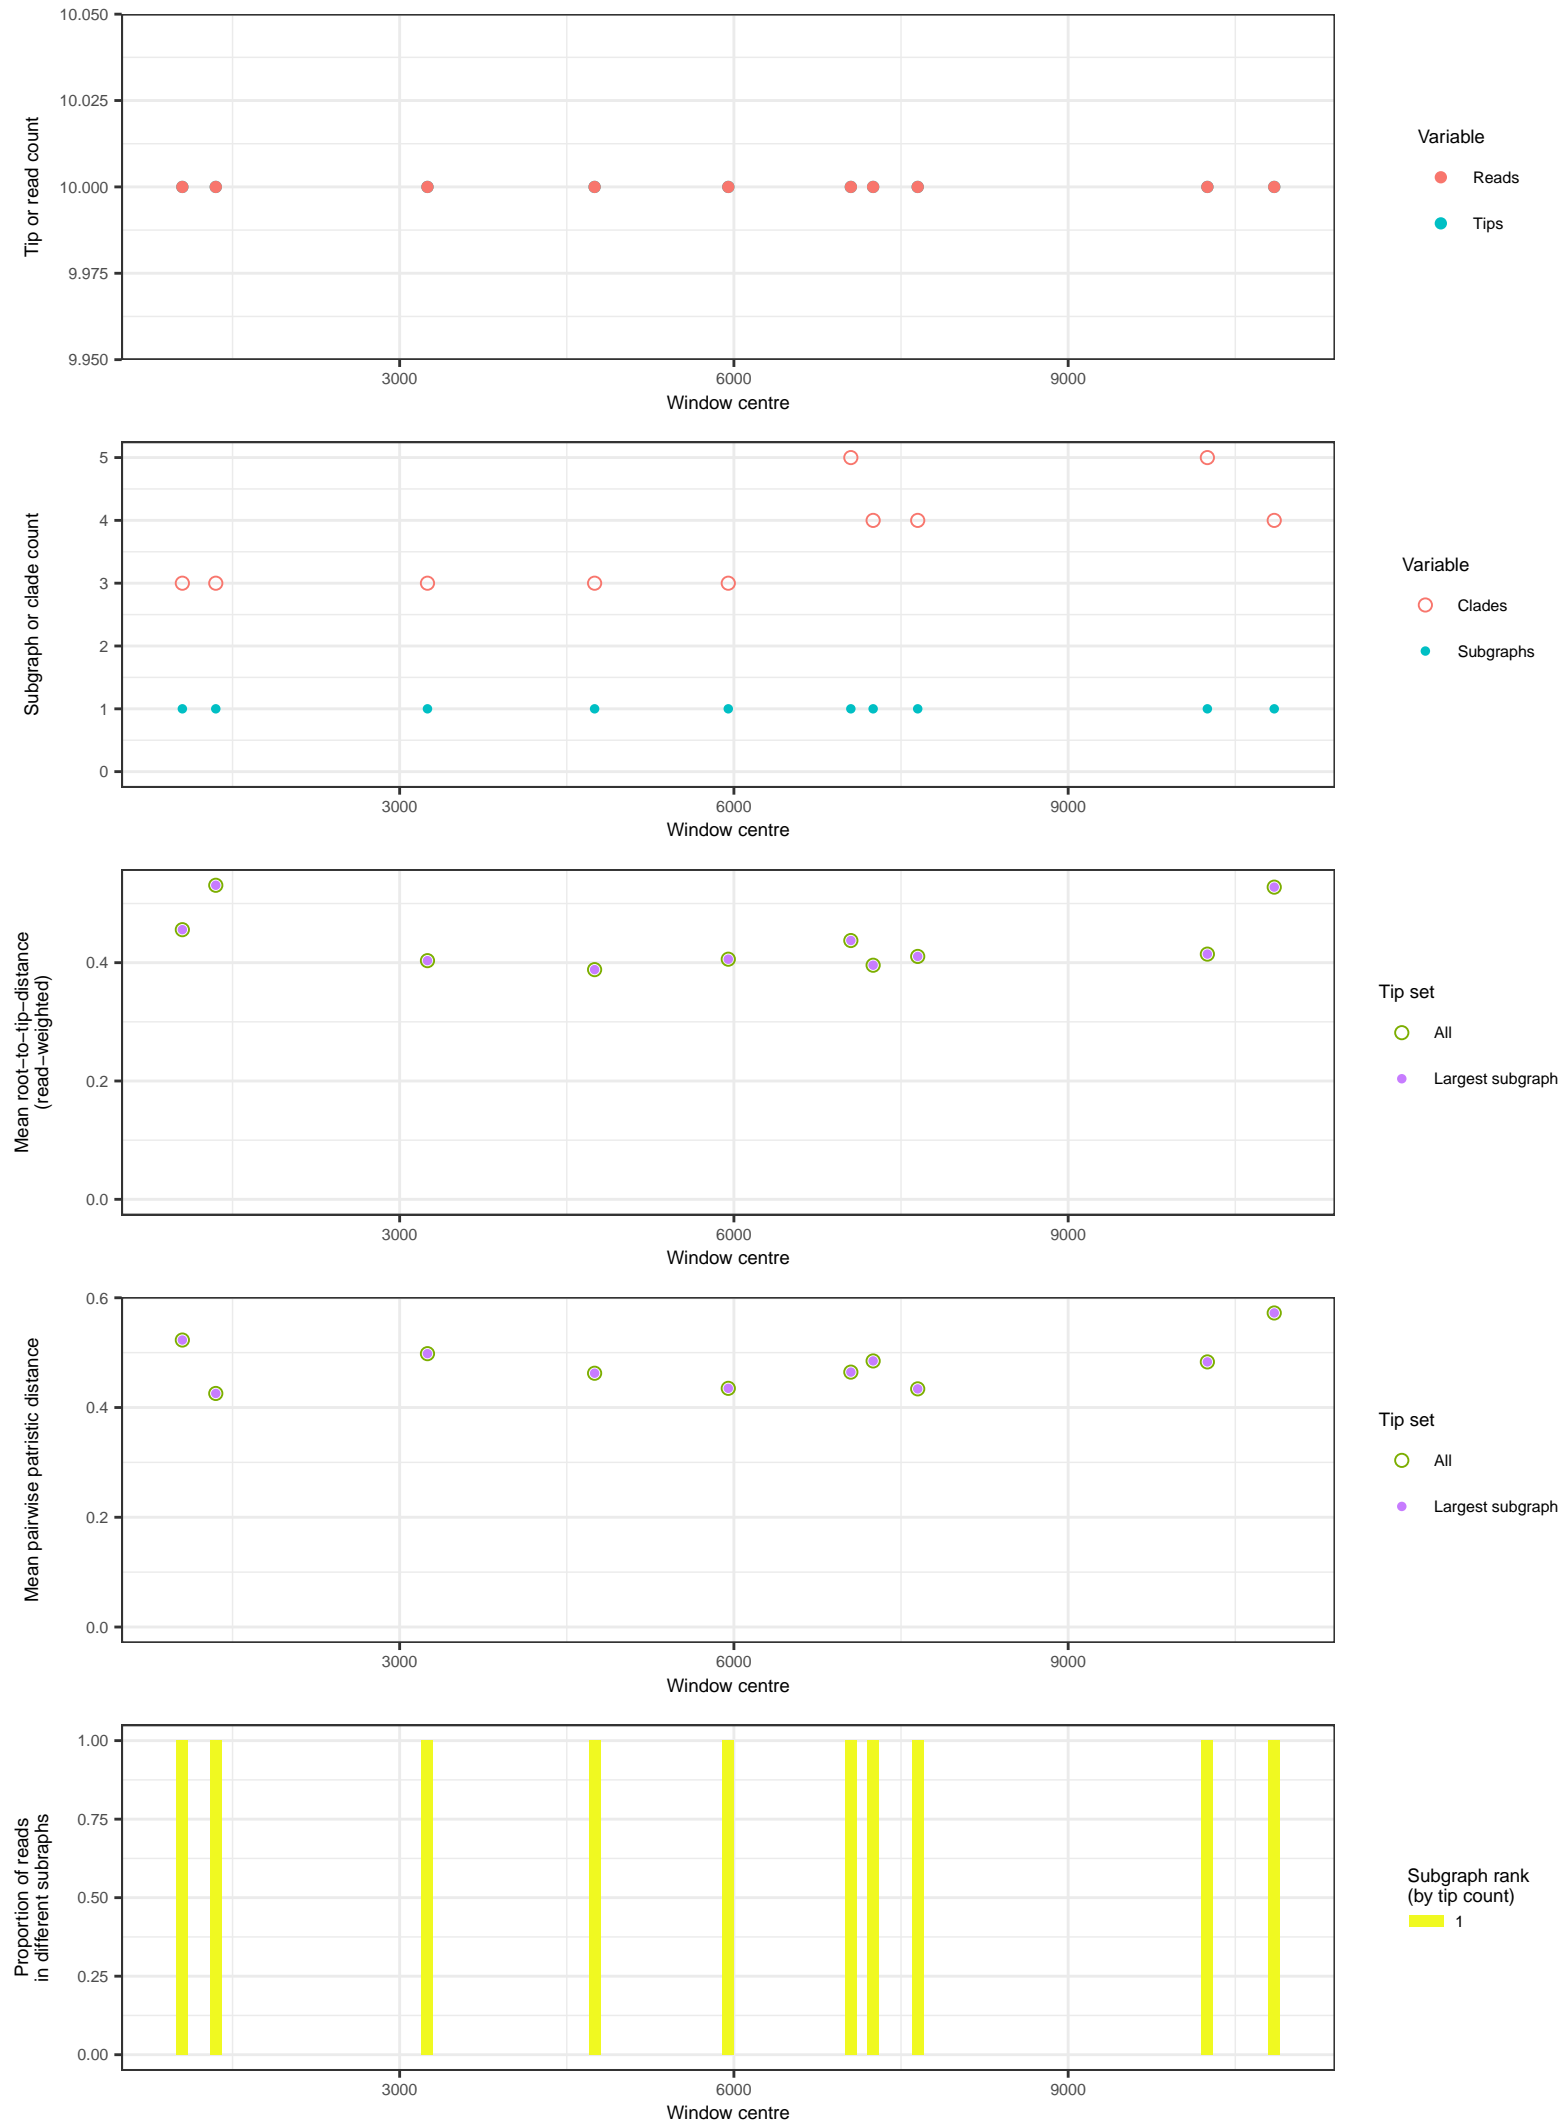 10.050
10.025
10.000
9.975
9.950
Tip or read count
3000
6000
9000
Window centre
Variable
Reads
Tips
5
4
3
2
1
0
Subgraph or clade count
3000
6000
9000
Window centre
Variable
Clades
Subgraphs
0.4
0.2
0.0
Mean root−to−tip−distance
(read−weighted)
3000
6000
9000
Window centre
Tip set
All
Largest subgraph
0.6
0.4
0.2
0.0
Mean pairwise patristic distance
3000
6000
9000
Window centre
Tip set
All
Largest subgraph
1.00
0.75
0.50
0.25
0.00
Proportion of reads
in different subraphs
3000
6000
9000
Window centre
Subgraph rank
(by tip count)
1